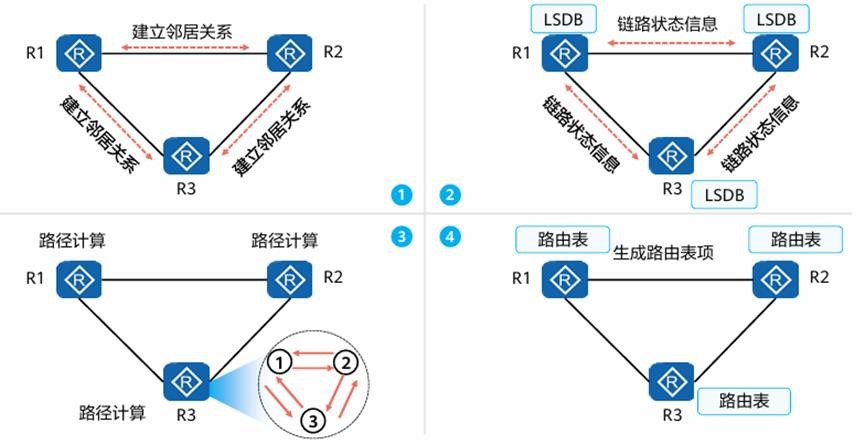 建立邻居关系
R1
R2
建立邻居关系
建立邻居关系
R3
1
LSDB
LSDB
链路状态信息
R1
R2
链路状态信息
链路状态信息
R3
LSDB
2
路径计算
路径计算
3
R1
R2
路径计算
R3
1
2
3
4
路由表
路由表
生成路由表项
R1
R2
R3
路由表